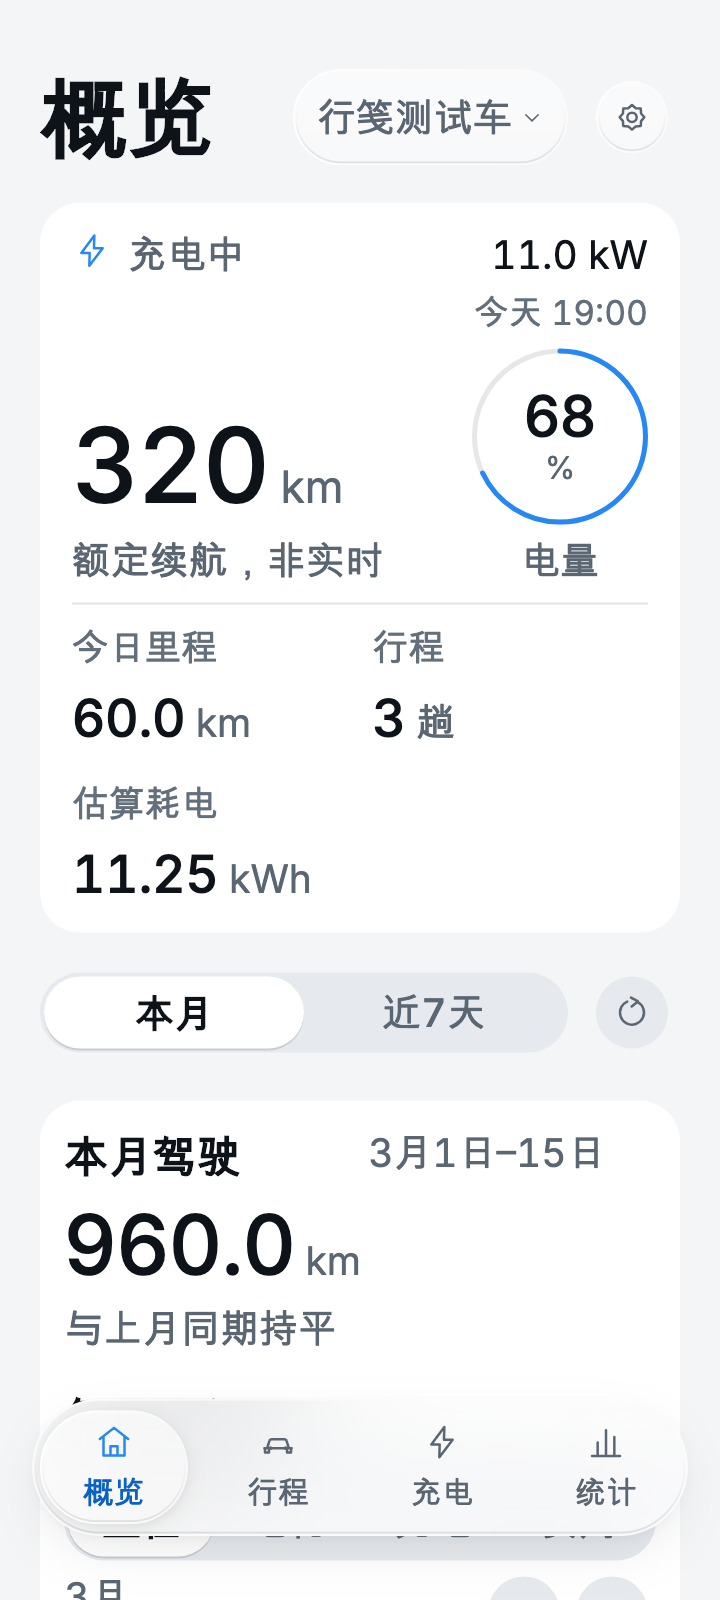 概览
行笺测试车
充电中
11.0 kW
今天 19:00
68
%
320 km
额定续航，非实时
电量
今日里程
行程
60.0 km
3 趟
估算耗电
11.25 kWh
本月
近7天
本月驾驶
3月1日–15日
960.0 km
与上月同期持平
概览
行程
充电
统计
3月